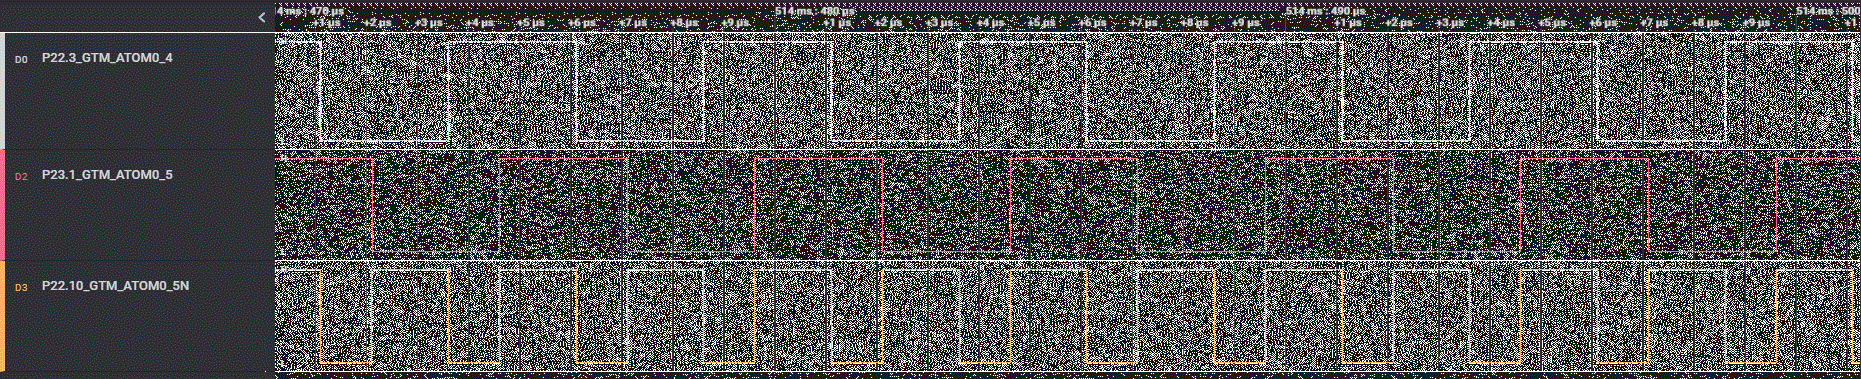 4 ms : 470 µs 514 ms : 480 µs 514 ms : 490 µs 514 ms : 500
+1 µs +2 µs +3 µs +4 µs +5 µs +6 µs +7 µs +8 µs +9 µs +1 µs +2 µs +3 µs +4 µs +5 µs +6 µs +7 µs +8 µs +9 µs +1 µs +2 µs +3 µs +4 µs +5 µs +6 µs +7 µs +8 µs +9 µs +1
D0 P22.3_GTM_ATOM0_4
D2 P23.1_GTM_ATOM0_5
D3 P22.10_GTM_ATOM0_5N